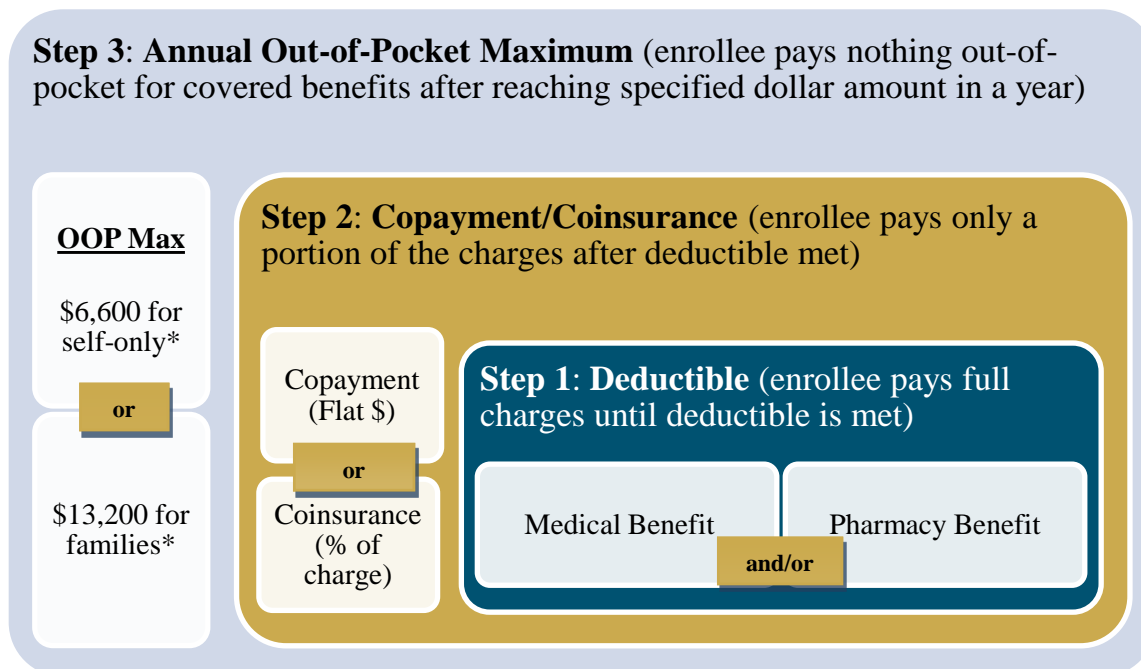 Step 3: Annual Out-of-Pocket Maximum (enrollee pays nothing out-of-
pocket for covered benefits after reaching specified dollar amount in a year)
OOP Max
$6,600 for
self-only*
or
$13,200 for
families*
Step 2: Copayment/Coinsurance (enrollee pays only a
portion of the charges after deductible met)
Copayment
(Flat $)
or
Coinsurance
(% of
charge)
Step 1: Deductible (enrollee pays full
charges until deductible is met)
Medical Benefit
and/or
Pharmacy Benefit